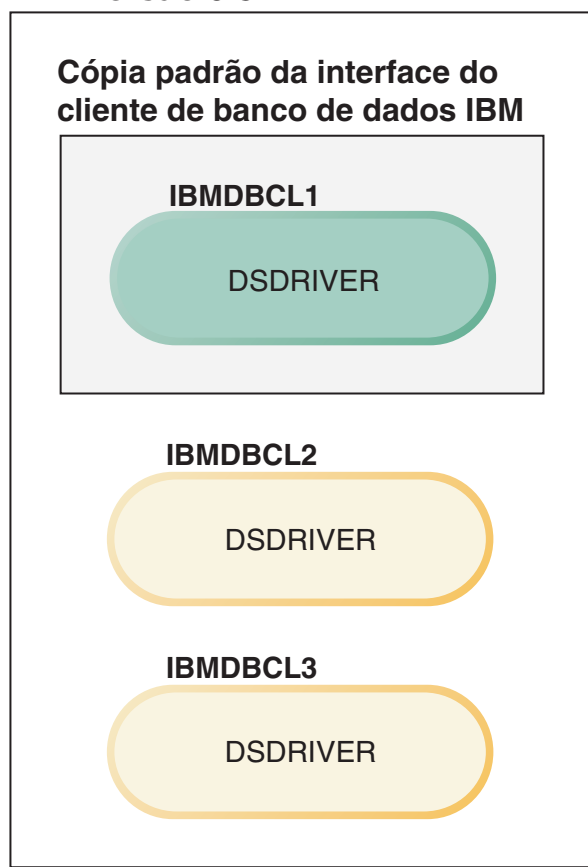 Cópia padrão da interface do
cliente de banco de dados IBM
IBMDBCL1
DSDRIVER
IBMDBCL2
DSDRIVER
IBMDBCL3
DSDRIVER